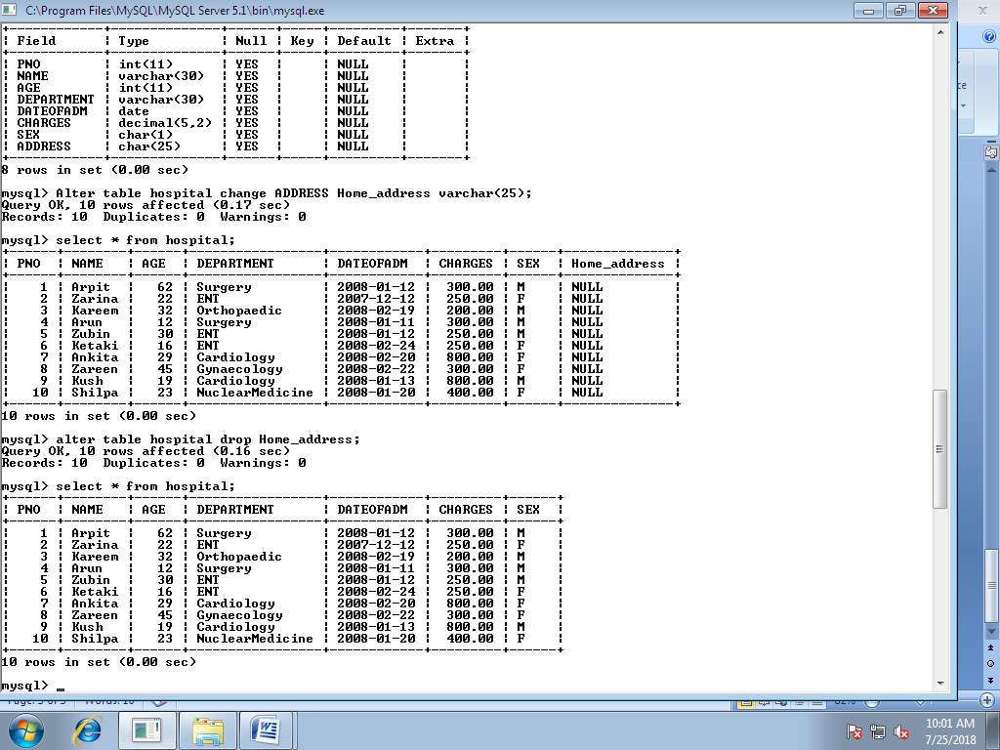 C:\Program Files\MySQL\MySQL Server 5.1\bin\mysql.exe
+------------+--------------+------+-----+---------+-------+
| Field      | Type         | Null | Key | Default | Extra |
+------------+--------------+------+-----+---------+-------+
| PNO        | int(11)      | YES  |     | NULL    |       |
| NAME       | varchar(30)  | YES  |     | NULL    |       |
| AGE        | int(11)      | YES  |     | NULL    |       |
| DEPARTMENT | varchar(30)  | YES  |     | NULL    |       |
| DATEOFADM  | date         | YES  |     | NULL    |       |
| CHARGES    | decimal(5,2) | YES  |     | NULL    |       |
| SEX        | char(1)      | YES  |     | NULL    |       |
| ADDRESS    | char(25)     | YES  |     | NULL    |       |
+------------+--------------+------+-----+---------+-------+
8 rows in set (0.00 sec)
mysql> Alter table hospital change ADDRESS Home_address varchar(25);
Query OK, 10 rows affected (0.17 sec)
Records: 10  Duplicates: 0  Warnings: 0
mysql> select * from hospital;
+------+--------+------+-----------------+------------+---------+------+--------------+
| PNO  | NAME   | AGE  | DEPARTMENT      | DATEOFADM  | CHARGES | SEX  | Home_address |
+------+--------+------+-----------------+------------+---------+------+--------------+
|    1 | Arpit  |   62 | Surgery         | 2008-01-12 |  300.00 | M    | NULL         |
|    2 | Zarina |   22 | ENT             | 2007-12-12 |  250.00 | F    | NULL         |
|    3 | Kareem |   32 | Orthopaedic     | 2008-02-19 |  200.00 | M    | NULL         |
|    4 | Arun   |   12 | Surgery         | 2008-01-11 |  300.00 | M    | NULL         |
|    5 | Zubin  |   30 | ENT             | 2008-01-12 |  250.00 | M    | NULL         |
|    6 | Ketaki |   16 | ENT             | 2008-02-24 |  250.00 | F    | NULL         |
|    7 | Ankita |   29 | Cardiology      | 2008-02-20 |  800.00 | F    | NULL         |
|    8 | Zareen |   45 | Gynaecology     | 2008-02-22 |  300.00 | F    | NULL         |
|    9 | Kush   |   19 | Cardiology      | 2008-01-13 |  800.00 | M    | NULL         |
|   10 | Shilpa |   23 | NuclearMedicine | 2008-01-20 |  400.00 | F    | NULL         |
+------+--------+------+-----------------+------------+---------+------+--------------+
10 rows in set (0.00 sec)
mysql> alter table hospital drop Home_address;
Query OK, 10 rows affected (0.16 sec)
Records: 10  Duplicates: 0  Warnings: 0
mysql> select * from hospital;
+------+--------+------+-----------------+------------+---------+------+
| PNO  | NAME   | AGE  | DEPARTMENT      | DATEOFADM  | CHARGES | SEX  |
+------+--------+------+-----------------+------------+---------+------+
|    1 | Arpit  |   62 | Surgery         | 2008-01-12 |  300.00 | M    |
|    2 | Zarina |   22 | ENT             | 2007-12-12 |  250.00 | F    |
|    3 | Kareem |   32 | Orthopaedic     | 2008-02-19 |  200.00 | M    |
|    4 | Arun   |   12 | Surgery         | 2008-01-11 |  300.00 | M    |
|    5 | Zubin  |   30 | ENT             | 2008-01-12 |  250.00 | M    |
|    6 | Ketaki |   16 | ENT             | 2008-02-24 |  250.00 | F    |
|    7 | Ankita |   29 | Cardiology      | 2008-02-20 |  800.00 | F    |
|    8 | Zareen |   45 | Gynaecology     | 2008-02-22 |  300.00 | F    |
|    9 | Kush   |   19 | Cardiology      | 2008-01-13 |  800.00 | M    |
|   10 | Shilpa |   23 | NuclearMedicine | 2008-01-20 |  400.00 | F    |
+------+--------+------+-----------------+------------+---------+------+
10 rows in set (0.00 sec)
mysql> _
10:01 AM
7/25/2018